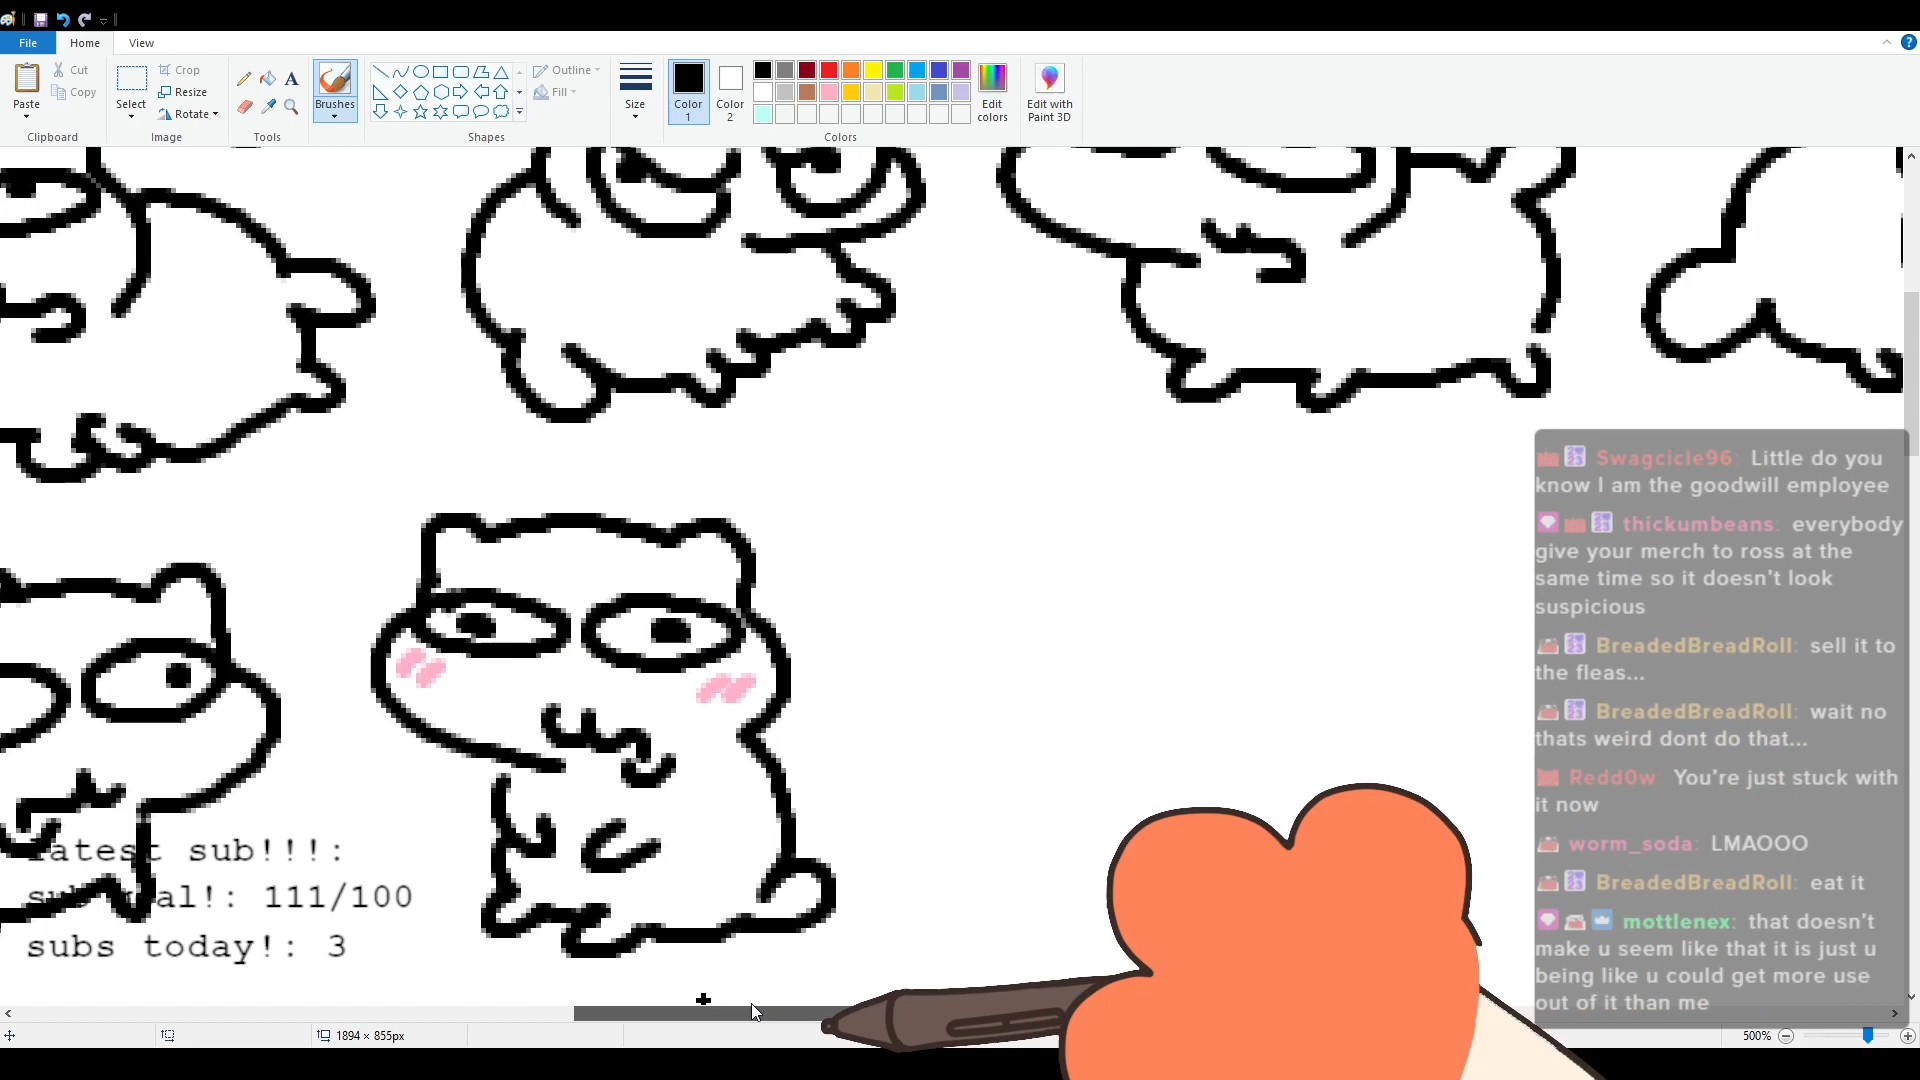 File Home View
Cut Crop Outline
Copy Resize Fill
Paste Select Rotate Brushes Size Color 1 Color 2 Edit colors Edit with Paint 3D
Clipboard Image Tools Shapes Colors
Swagcicle96: Little do you
know I am the goodwill employee
thickumbeans: everybody
give your merch to ross at the
same time so it doesn't look
suspicious
BreadedBreadRoll: sell it to
the fleas...
BreadedBreadRoll: wait no
thats weird dont do that...
Redd0w: You're just stuck with
it now
worm_soda: LMAOOO
BreadedBreadRoll: eat it
mottlenex: that doesn't
make u seem like that it is just u
being like u could get more use
out of it than me
latest sub!!!:
111/100
subs today!: 3
1894 × 855px
500%